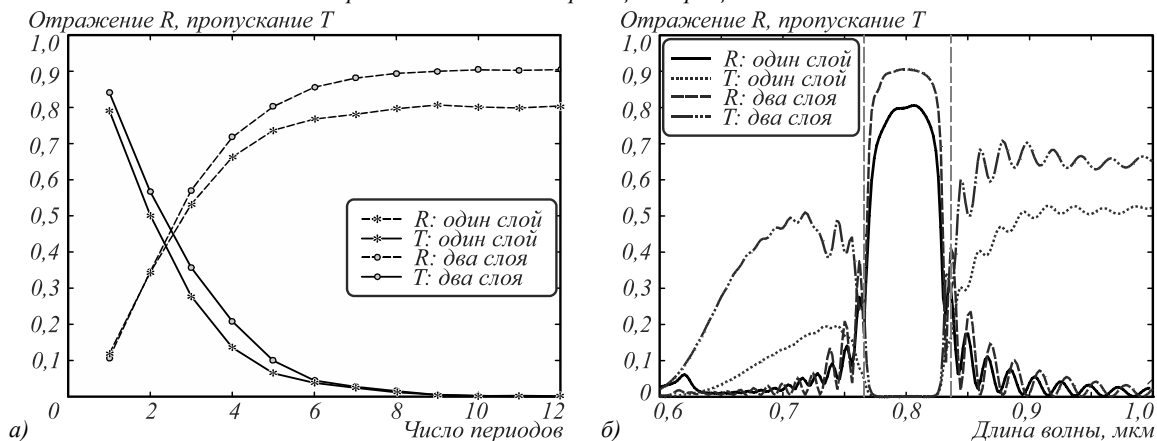 Отражение R, пропускание T
1,0
0,9
0,8
0,7
0,6
0,5
0,4
0,3
0,2
0,1
0
2
4
6
8
10
12
R: один слой
T: один слой
R: два слоя
T: два слоя
Число периодов
а)
Отражение R, пропускание T
1,0
0,9
0,8
0,7
0,6
0,5
0,4
0,3
0,2
0,1
0
0,6
0,7
0,8
0,9
1,0
R: один слой
T: один слой
R: два слоя
T: два слоя
Длина волны, мкм
б)